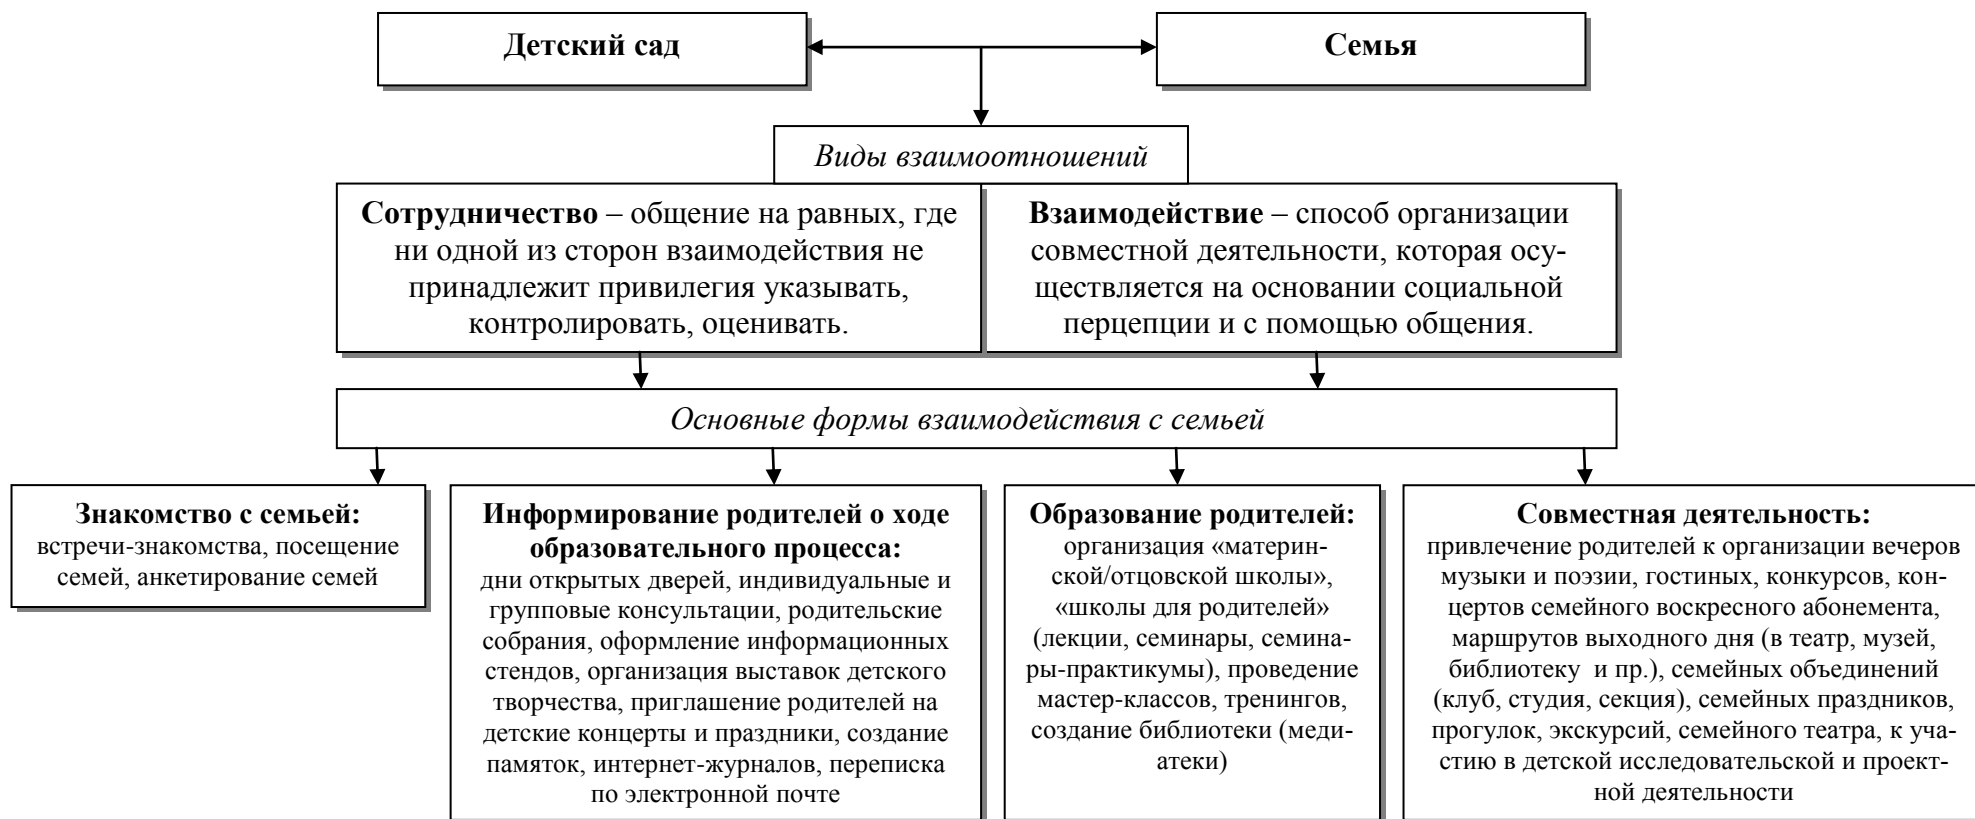 Детский сад
Семья
Виды взаимоотношений
Сотрудничество – общение на равных, где
ни одной из сторон взаимодействия не
принадлежит привилегия указывать,
контролировать, оценивать.
Взаимодействие – способ организации
совместной деятельности, которая осу-
ществляется на основании социальной
перцепции и с помощью общения.
Основные формы взаимодействия с семьей
Знакомство с семьей:
встречи-знакомства, посещение
семей, анкетирование семей
Информирование родителей о ходе
образовательного процесса:
дни открытых дверей, индивидуальные и
групповые консультации, родительские
собрания, оформление информационных
стендов, организация выставок детского
творчества, приглашение родителей на
детские концерты и праздники, создание
памяток, интернет-журналов, переписка
по электронной почте
Образование родителей:
организация «материн-
ской/отцовской школы»,
«школы для родителей»
(лекции, семинары, семина-
ры-практикумы), проведение
мастер-классов, тренингов,
создание библиотеки (меди-
атеки)
Совместная деятельность:
привлечение родителей к организации вечеров
музыки и поэзии, гостиных, конкурсов, кон-
цертов семейного воскресного абонемента,
маршрутов выходного дня (в театр, музей,
библиотеку и пр.), семейных объединений
(клуб, студия, секция), семейных праздников,
прогулок, экскурсий, семейного театра, к уча-
стию в детской исследовательской и проект-
ной деятельности